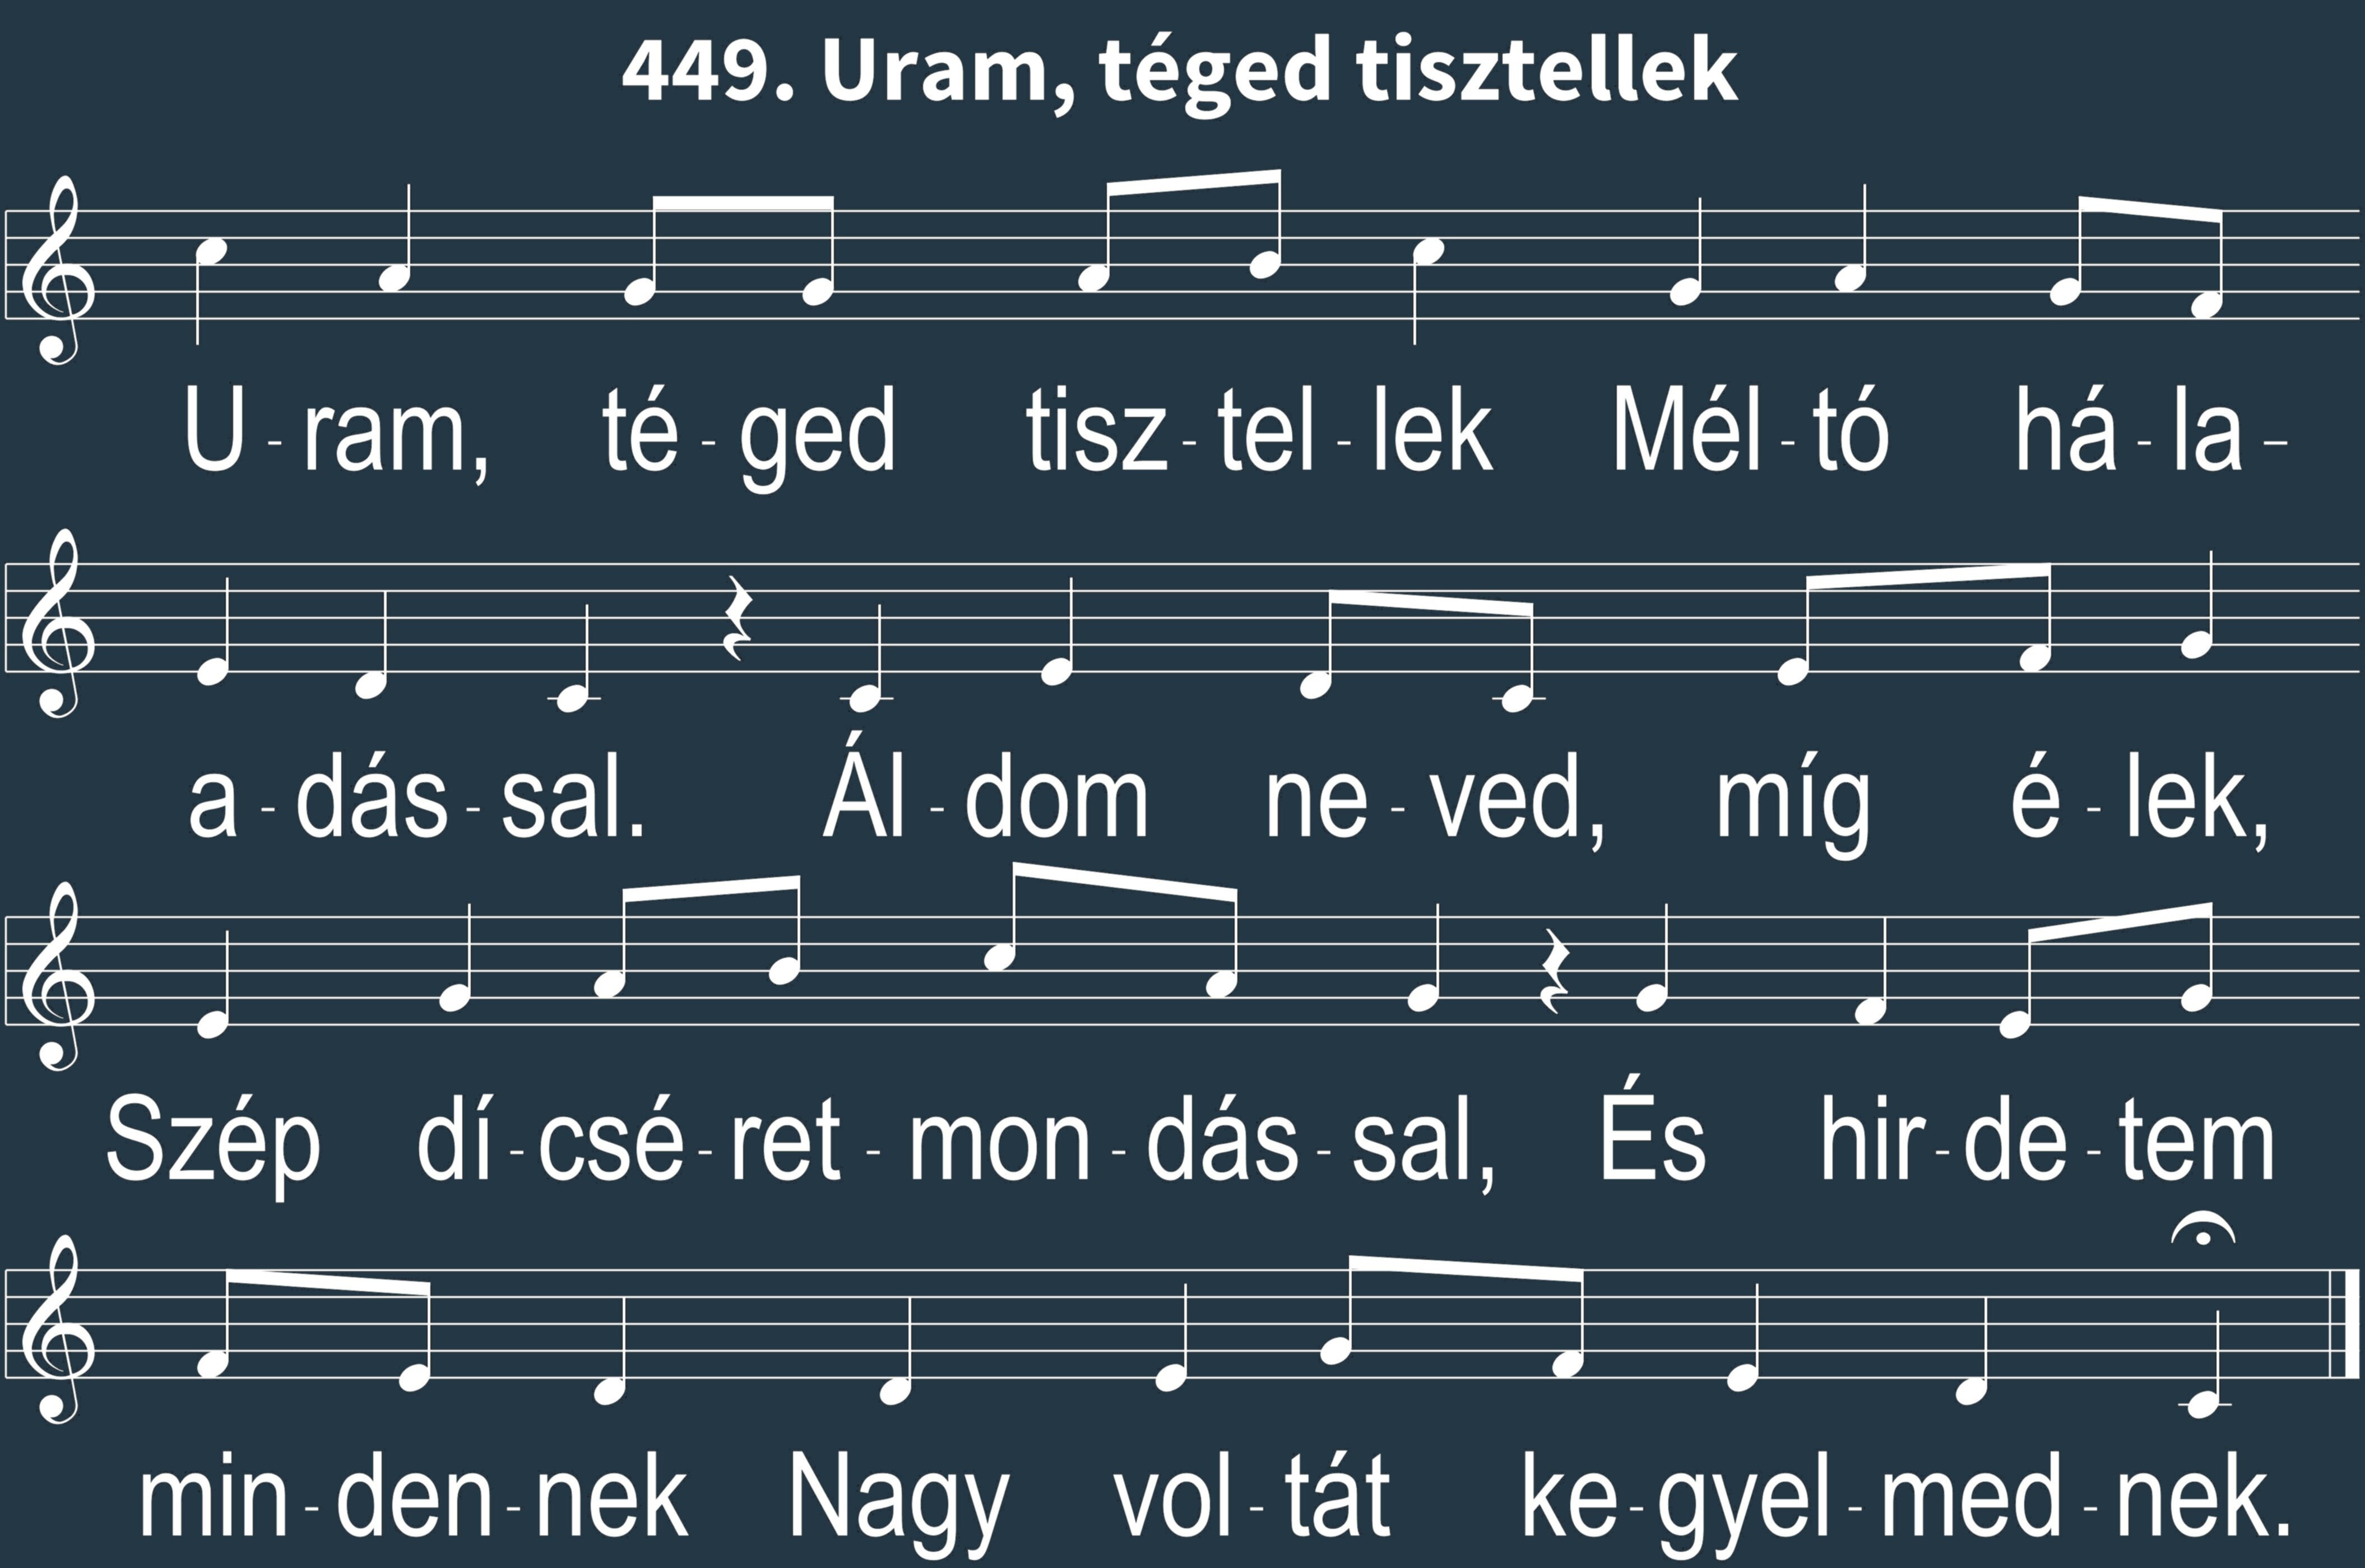 449. Uram, téged tisztellek
U - ram, té - ged tisz - tel - lek Mél - tó há - la -
a - dás - sal. Ál - dom ne - ved, míg é - lek,
Szép dí - csé - ret - mon - dás - sal, És hir - de - tem
min - den - nek Nagy vol - tát ke - gyel - med - nek.